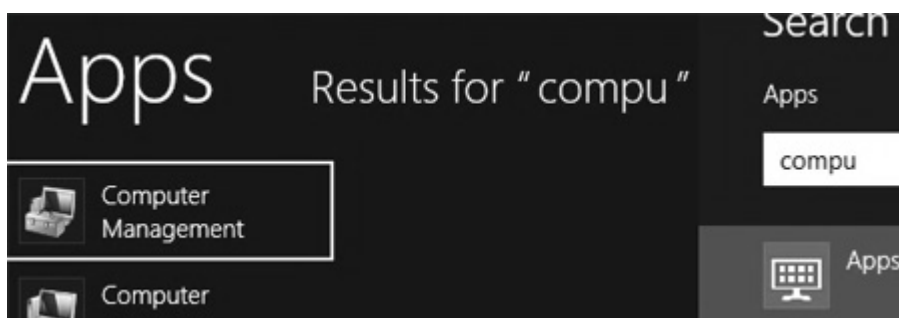 Apps
Results for "compu"
Computer
Management
Computer
Search
Apps
compu
Apps